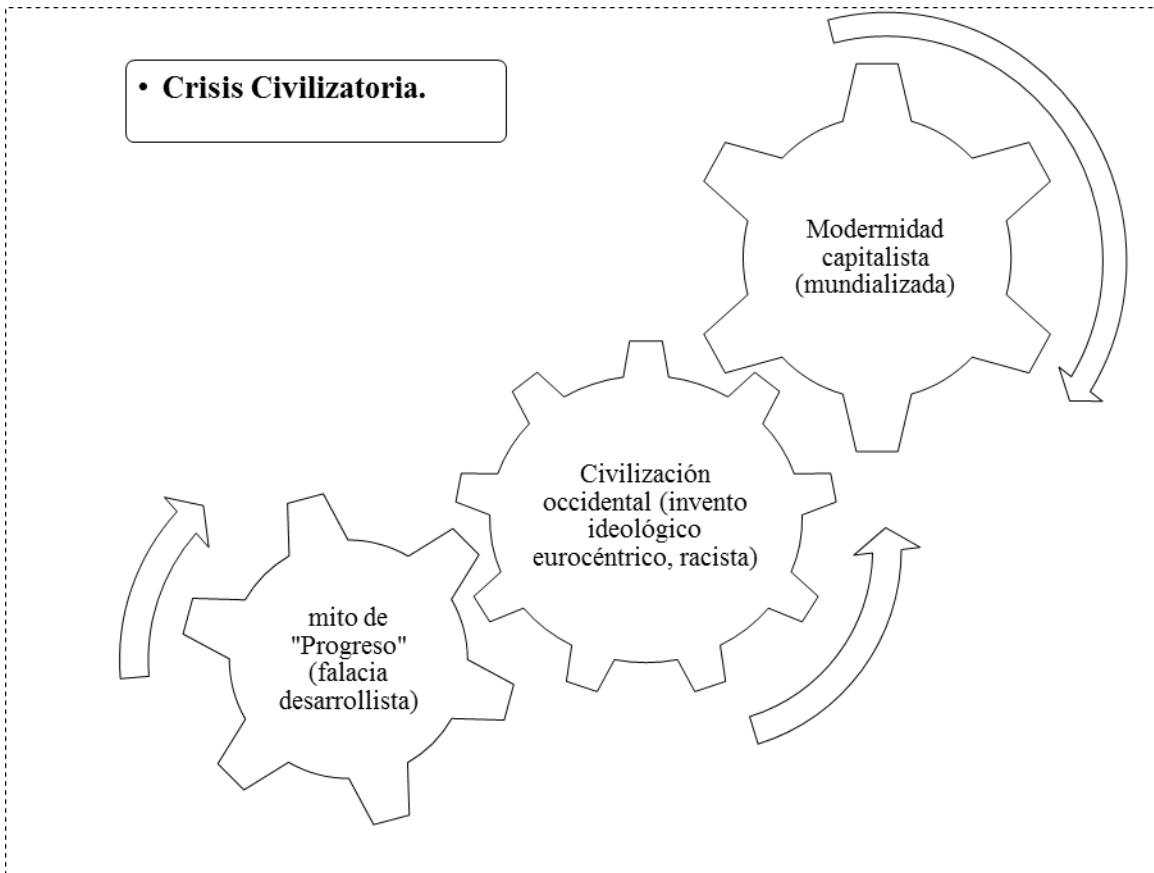 • Crisis Civilizatoria.
Moderrnidad
capitalista
(mundializada)
Civilización
occidental (invento
ideológico
eurocéntrico, racista)
mito de
"Progreso"
(falacia
desarrollista)